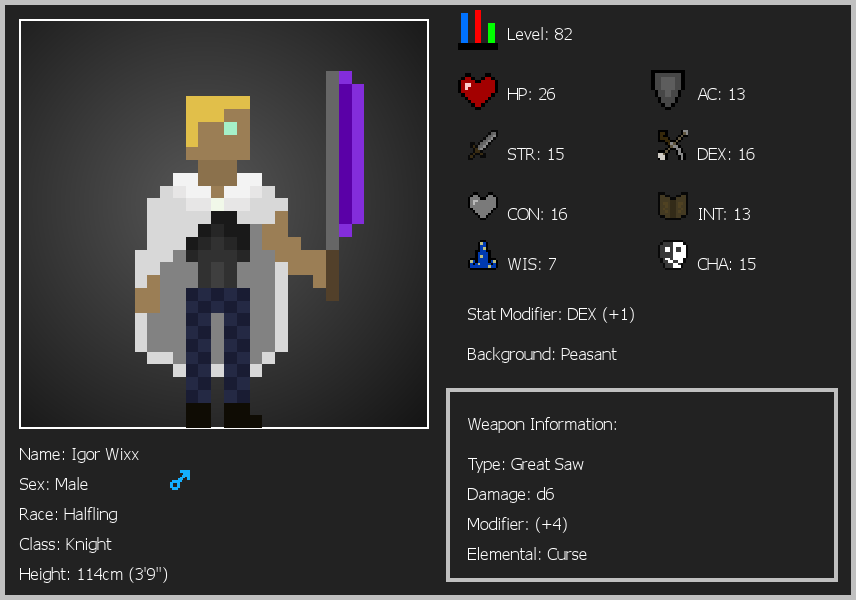 Level: 82
HP: 26
AC: 13
STR: 15
DEX: 16
CON: 16
INT: 13
WIS: 7
CHA: 15
Stat Modifier: DEX (+1)
Background: Peasant
Weapon Information:
Type: Great Saw
Damage: d6
Modifier: (+4)
Elemental: Curse
Name: Igor Wixx
Sex: Male
Race: Halfling
Class: Knight
Height: 114cm (3'9")